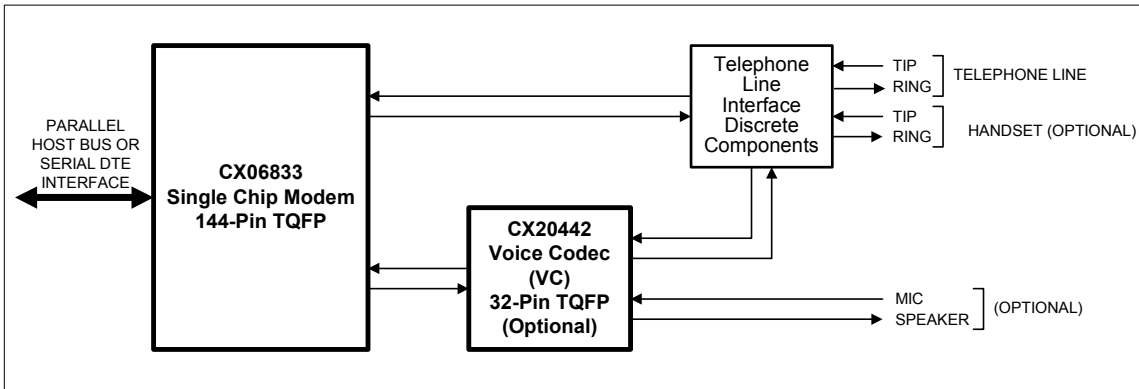 PARALLEL
HOST BUS OR
SERIAL DTE
INTERFACE
CX06833
Single Chip Modem
144-Pin TQFP
Telephone
Line
Interface
Discrete
Components
TIP
RING
TELEPHONE LINE
TIP
RING
HANDSET (OPTIONAL)
CX20442
Voice Codec
(VC)
32-Pin TQFP
(Optional)
MIC
SPEAKER
(OPTIONAL)